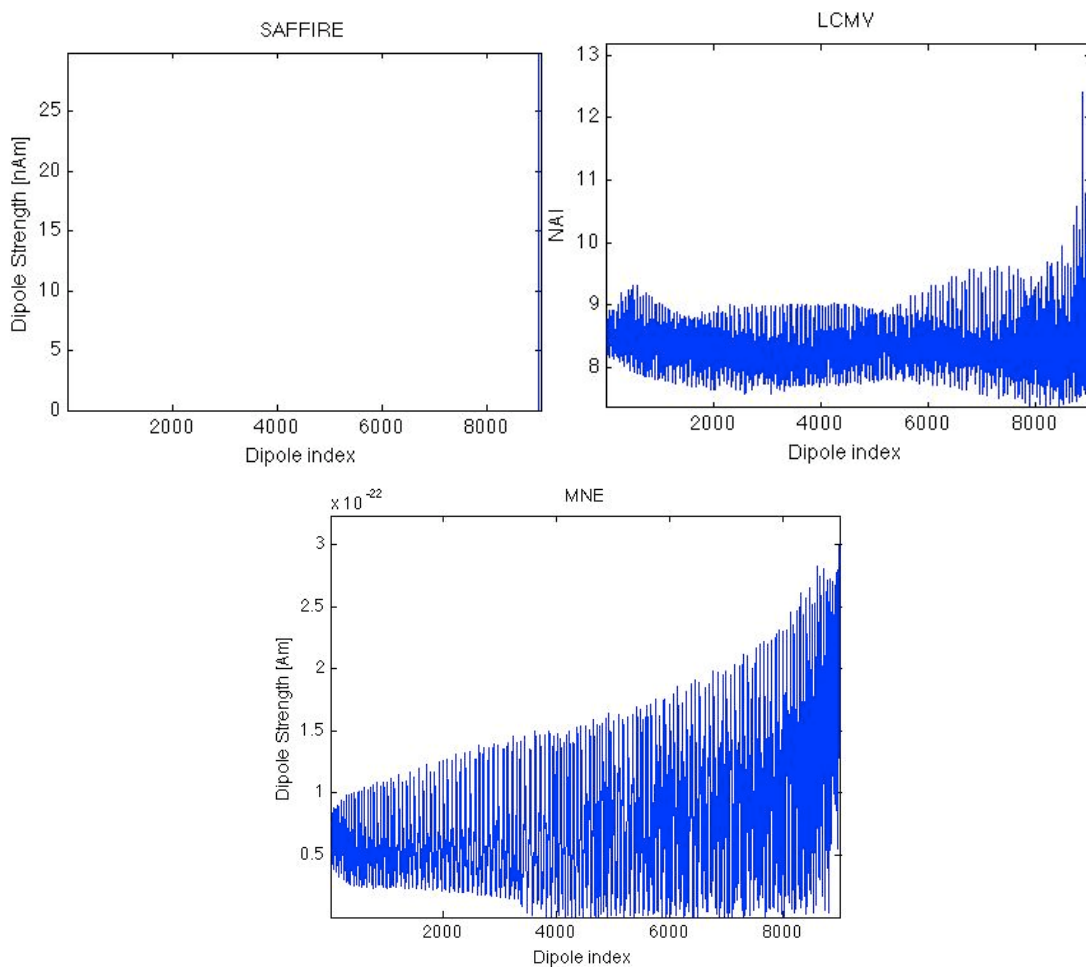 SAFFIRE
Dipole Strength [nAm]
25
20
15
10
5
0
2000 4000 6000 8000
Dipole index
LCMV
NAI
13
12
11
10
9
8
2000 4000 6000 8000
Dipole index
x 10^-22
MNE
Dipole Strength [Am]
3
2.5
2
1.5
1
0.5
2000 4000 6000 8000
Dipole index